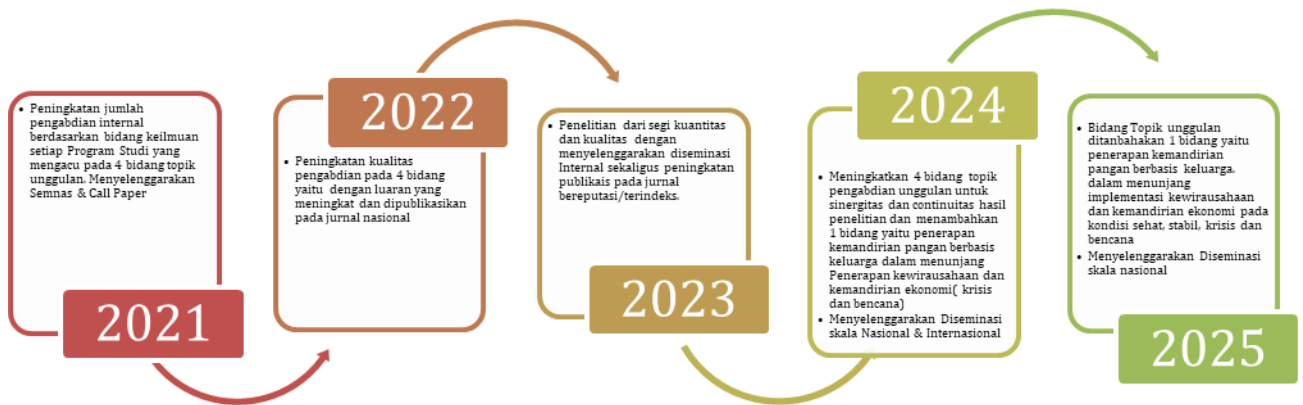 • Peningkatan jumlah
pengabdian internal
berdasarkan bidang keilmuan
setiap Program Studi yang
mengacu pada 4 bidang topik
unggulan. Menyelenggarakan
Semnas & Call Paper
2021
2022
• Peningkatan kualitas
pengabdian pada 4 bidang
yaitu dengan luaran yang
meningkat dan dipublikasikan
pada jurnal nasional
• Penelitian dari segi kuantitas
dan kualitas dengan
menyelenggarakan diseminasi
Internal sekaligus peningkatan
publikais pada jurnal
bereputasi/terindeks.
2023
2024
• Meningkatkan 4 bidang topik
pengabdian unggulan untuk
sinergitas dan continuitas hasil
penelitian dan menambahkan
1 bidang yaitu penerapan
kemandirian pangan berbasis
keluarga dalam menunjang
Penerapan kewirausahaan dan
kemandirian ekonomi( krisis
dan bencana)
• Menyelenggarakan Diseminasi
skala Nasional & Internasional
• Bidang Topik unggulan
ditanbahakan 1 bidang yaitu
penerapan kemandirian
pangan berbasis keluarga.
dalam menunjang
implementasi kewirausahaan
dan kemandirian ekonomi pada
kondisi sehat, stabil, krisis dan
bencana
• Menyelenggarakan Diseminasi
skala nasional
2025